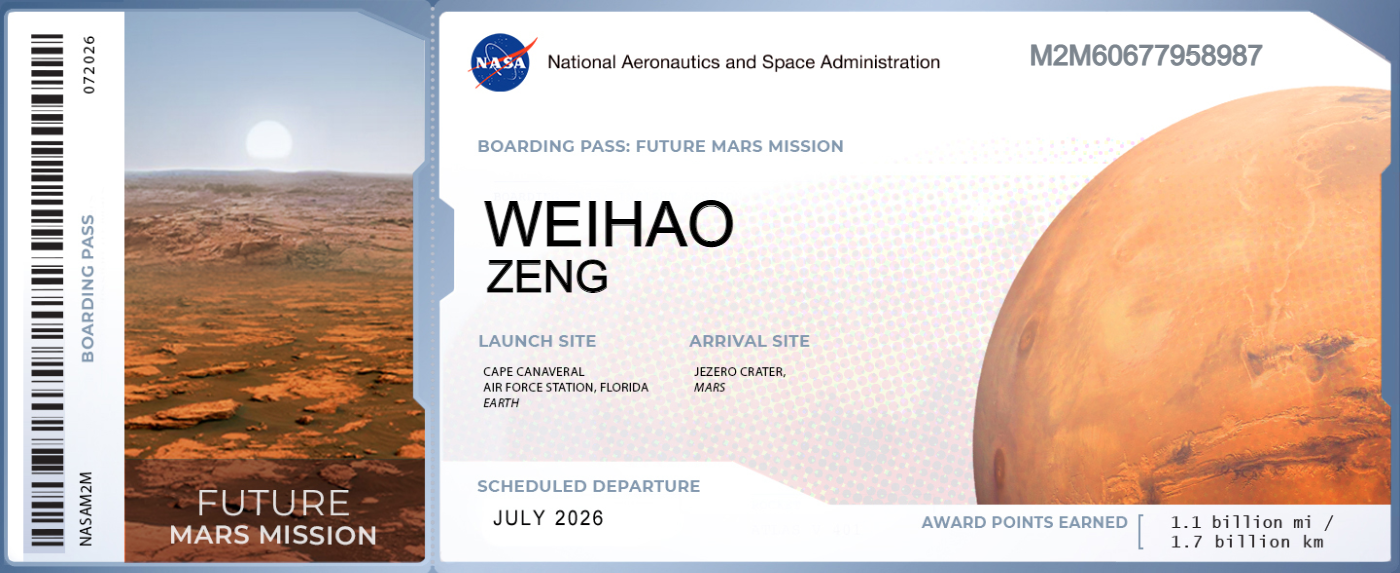 072026
BOARDING PASS
NASAM2M
FUTURE
MARS MISSION
NASA
National Aeronautics and Space Administration
M2M60677958987
BOARDING PASS: FUTURE MARS MISSION
WEIHAO
ZENG
LAUNCH SITE
CAPE CANAVERAL
AIR FORCE STATION, FLORIDA
EARTH
ARRIVAL SITE
JEZERO CRATER,
MARS
SCHEDULED DEPARTURE
JULY 2026
AWARD POINTS EARNED
1.1 billion mi /
1.7 billion km